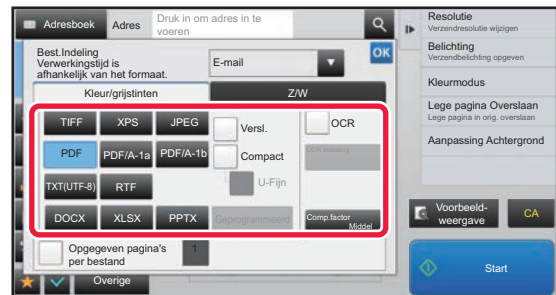 Adresboek
Adres
Druk in om adres in te
voeren
Best.Indeling
Verwerkingstijd is
afhankelijk van het formaat.
E-mail
OK
Kleur/grijstinten
Z/W
TIFF
XPS
JPEG
Versl.
OCR
PDF
PDF/A-1a
PDF/A-1b
Compact
OCR Instelling
U-Fijn
TXT(UTF-8)
RTF
DOCX
XLSX
PPTX
Geprogrammeerd
Comp.factor
Middel
Opgegeven pagina's
per bestand
1
Overige
Resolutie
Verzendresolutie wijzigen
Belichting
Verzendbelichting opgeven
Kleurmodus
Lege pagina Overslaan
Lege pagina in orig. overslaan
Aanpassing Achtergrond
Voorbeeld-
weergave
CA
Start